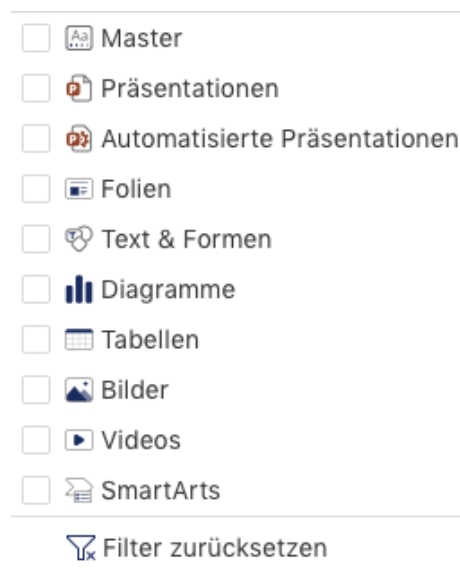 Master
Präsentationen
Automatisierte Präsentationen
Folien
Text & Formen
Diagramme
Tabellen
Bilder
Videos
SmartArts
Filter zurücksetzen